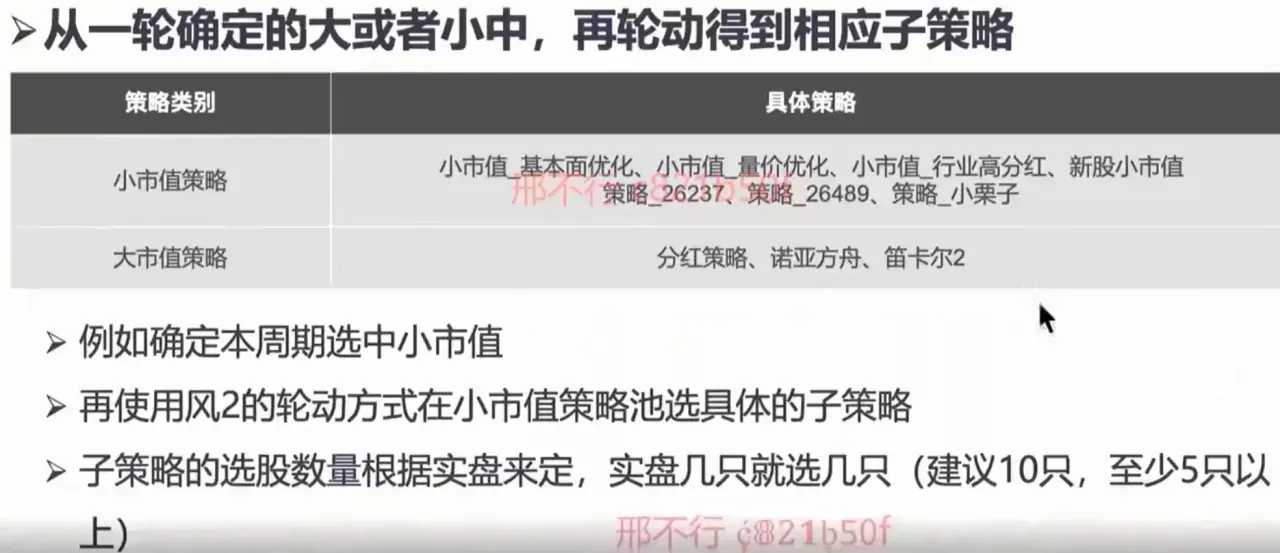 ➢从一轮确定的大或者小中，再轮动得到相应子策略
策略类别 具体策略
小市值_基本面优化、小市值_量价优化、小市值_行业高分红、新股小市值
小市值策略
策略_26237、策略_26489、策略_小栗子
邢不行
大市值策略 分红策略、诺亚方舟、笛卡尔2
➢ 例如确定本周期选中小市值
➢ 再使用风2的轮动方式在小市值策略池选具体的子策略
➢ 子策略的选股数量根据实盘来定，实盘几只就选几只（建议10只，至少5只以
上）
邢不行